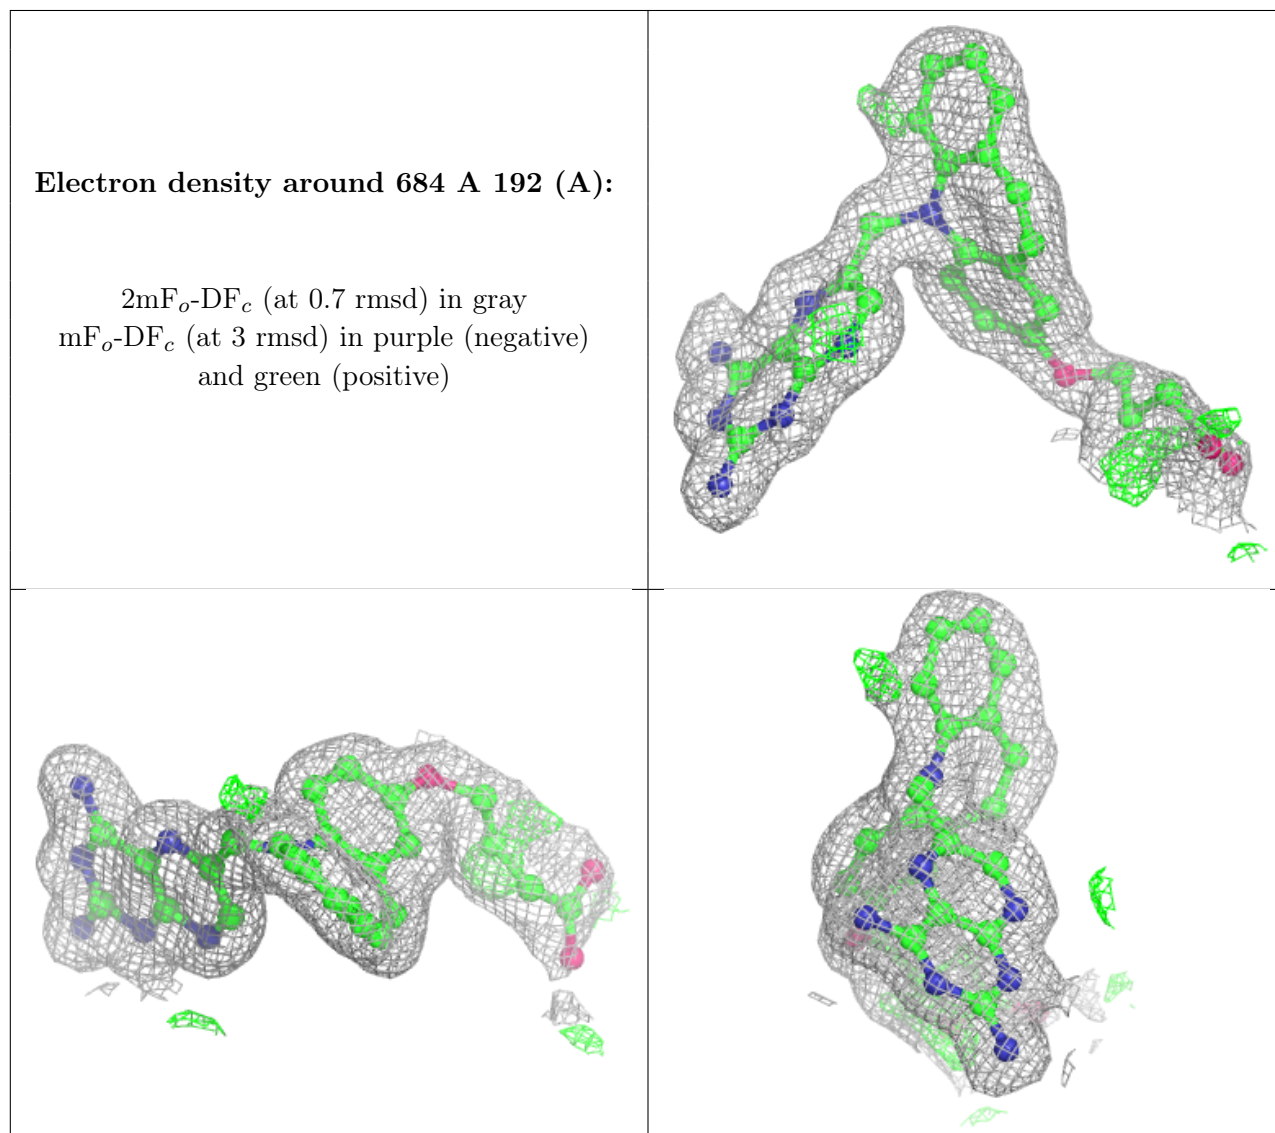 Electron density around 684 A 192 (A):
2mFo-DFc (at 0.7 rmsd) in gray
mFo-DFc (at 3 rmsd) in purple (negative)
and green (positive)